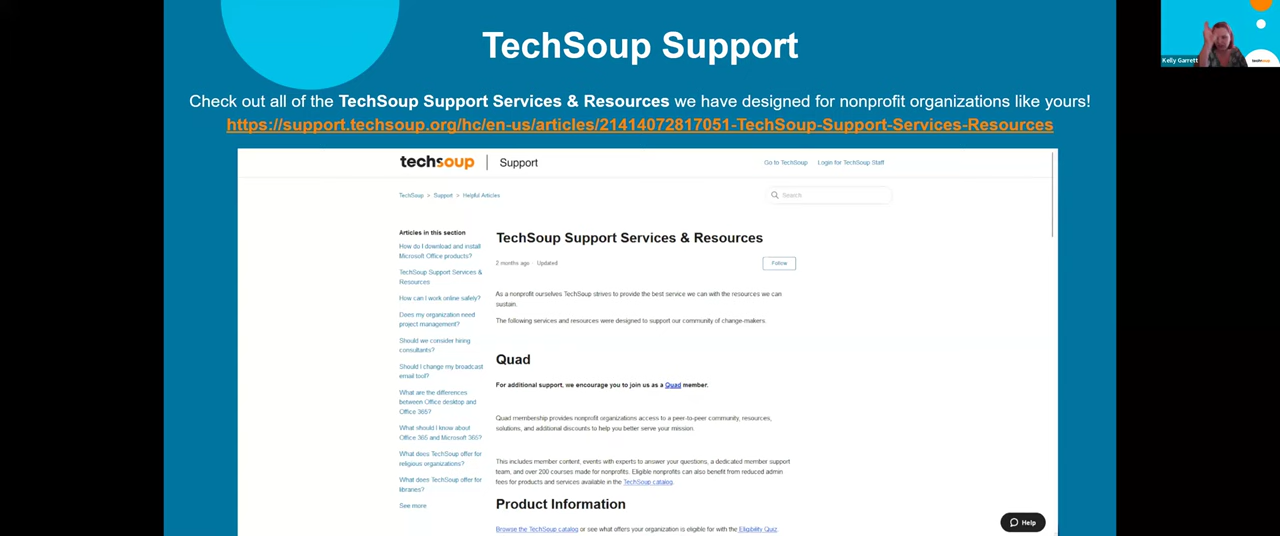 TechSoup Support
Check out all of the TechSoup Support Services & Resources we have designed for nonprofit organizations like yours!
https://support.techsoup.org/hc/en-us/articles/21414072817051-TechSoup-Support-Services-Resources
Kelly Garrett
techsoup
techsoup | Support
Go to TechSoup
Login for TechSoup Staff
TechSoup > Support > Helpful Articles
Search
Articles in this section
How do I download and install
Microsoft Office products?
TechSoup Support Services &
Resources
How can I work online safely?
Does my organization need
project management?
Should we consider hiring
consultants?
Should I change my broadcast
email tool?
What are the differences
between Office desktop and
Office 365?
What should I know about
Office 365 and Microsoft 365?
What does TechSoup offer for
religious organizations?
What does TechSoup offer for
libraries?
See more
TechSoup Support Services & Resources
2 months ago Updated
Follow
As a nonprofit ourselves TechSoup strives to provide the best service we can with the resources we can
sustain.
The following services and resources were designed to support our community of change-makers.
Quad
For additional support, we encourage you to join us as a Quad member.
Quad membership provides nonprofit organizations access to a peer-to-peer community, resources,
solutions, and additional discounts to help you better serve your mission.
This includes member content, events with experts to answer your questions, a dedicated member support
team, and over 200 courses made for nonprofits. Eligible nonprofits can also benefit from reduced admin
fees for products and services available in the TechSoup catalog.
Product Information
Browse the TechSoup catalog or see what offers your organization is eligible for with the Eligibility Quiz
Help